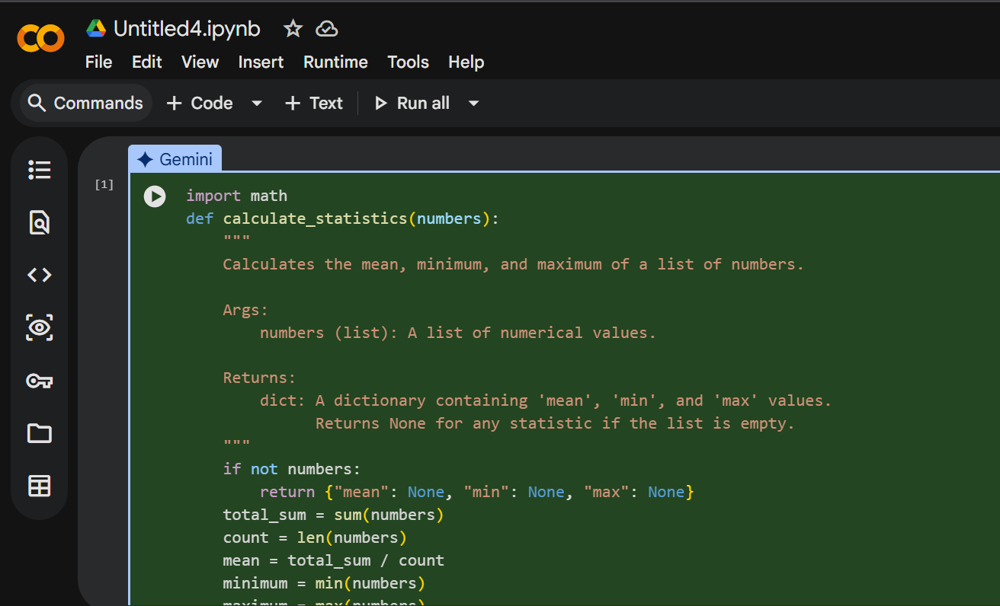 Untitled4.ipynb
File Edit View Insert Runtime Tools Help
Commands + Code + Text Run all
Gemini
[1]
import math
def calculate_statistics(numbers):
    """
    Calculates the mean, minimum, and maximum of a list of numbers.
    Args:
        numbers (list): A list of numerical values.
    Returns:
        dict: A dictionary containing 'mean', 'min', and 'max' values.
              Returns None for any statistic if the list is empty.
    """
    if not numbers:
        return {"mean": None, "min": None, "max": None}
    total_sum = sum(numbers)
    count = len(numbers)
    mean = total_sum / count
    minimum = min(numbers)
    maximum = max(numbers)